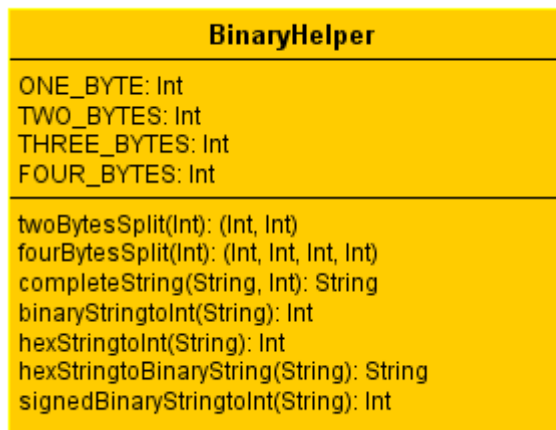 BinaryHelper
ONE_BYTE: Int
TWO_BYTES: Int
THREE_BYTES: Int
FOUR_BYTES: Int
twoBytesSplit(Int): (Int, Int)
fourBytesSplit(Int): (Int, Int, Int, Int)
completeString(String, Int): String
binaryStringtoInt(String): Int
hexStringtoInt(String): Int
hexStringtoBinaryString(String): String
signedBinaryStringtoInt(String): Int